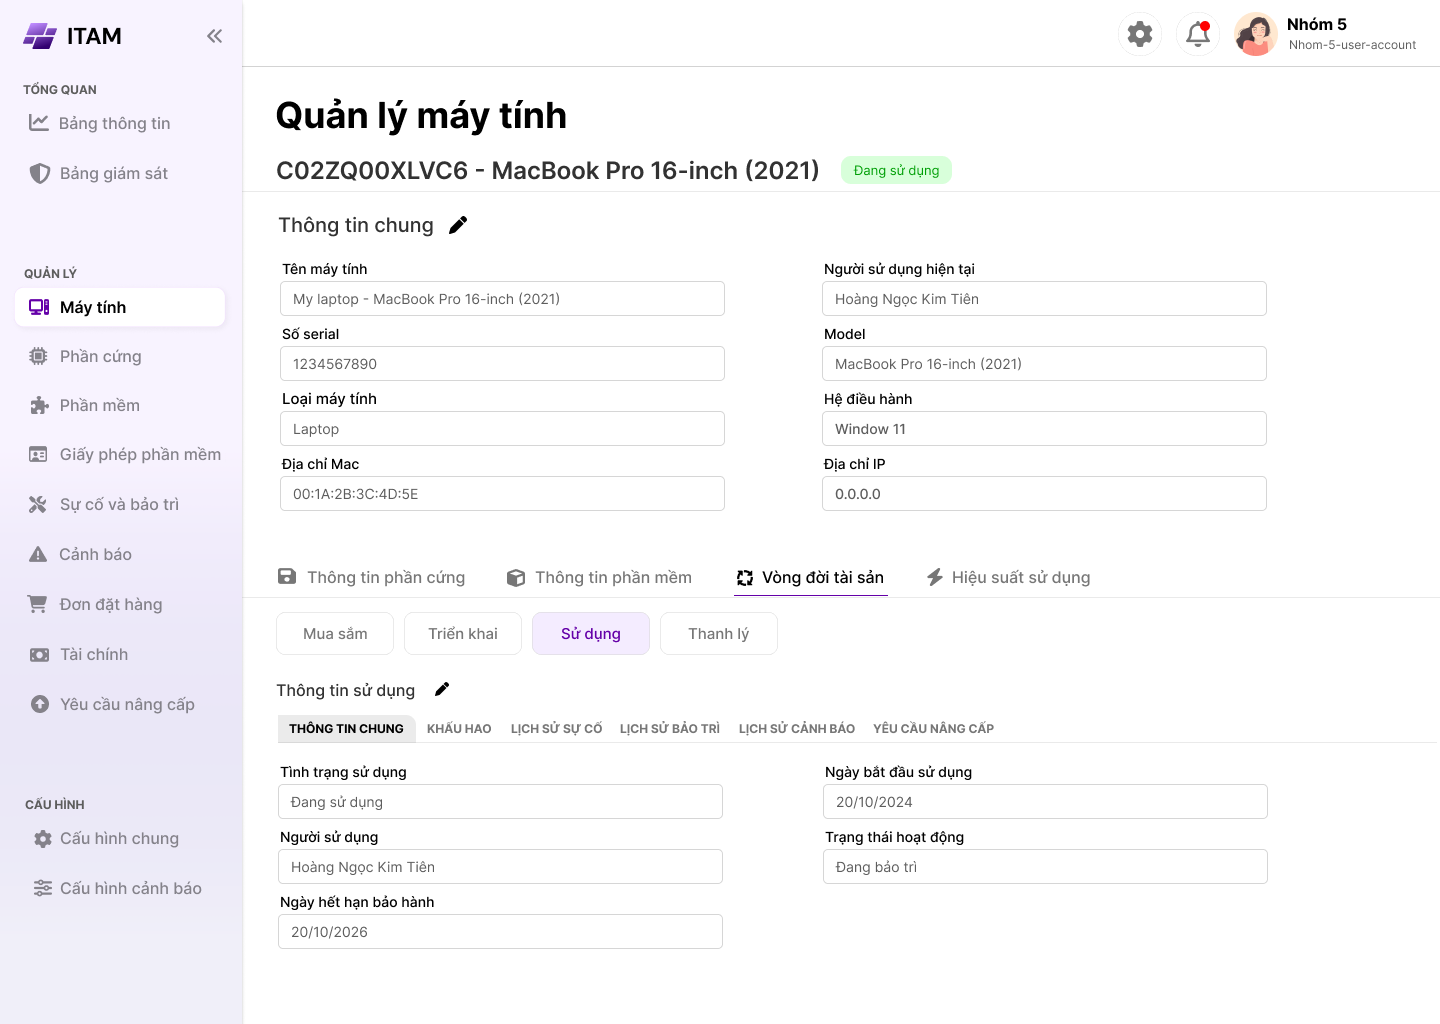 ITAM
TỔNG QUAN
Bảng thông tin
Bảng giám sát
QUẢN LÝ
Máy tính
Phần cứng
Phần mềm
Giấy phép phần mềm
Sự cố và bảo trì
Cảnh báo
Đơn đặt hàng
Tài chính
Yêu cầu nâng cấp
CẤU HÌNH
Cấu hình chung
Cấu hình cảnh báo
Nhóm 5
Nhom-5-user-account
Quản lý máy tính
C02ZQ00XLVC6 - MacBook Pro 16-inch (2021) Đang sử dụng
Thông tin chung
Tên máy tính Người sử dụng hiện tại
My laptop - MacBook Pro 16-inch (2021) Hoàng Ngọc Kim Tiên
Số serial Model
1234567890 MacBook Pro 16-inch (2021)
Loại máy tính Hệ điều hành
Laptop Window 11
Địa chỉ Mac Địa chỉ IP
00:1A:2B:3C:4D:5E 0.0.0.0
Thông tin phần cứng Thông tin phần mềm Vòng đời tài sản Hiệu suất sử dụng
Mua sắm Triển khai Sử dụng Thanh lý
Thông tin sử dụng
THÔNG TIN CHUNG KHẤU HAO LỊCH SỬ SỰ CỐ LỊCH SỬ BẢO TRÌ LỊCH SỬ CẢNH BÁO YÊU CẦU NÂNG CẤP
Tình trạng sử dụng Ngày bắt đầu sử dụng
Đang sử dụng 20/10/2024
Người sử dụng Trạng thái hoạt động
Hoàng Ngọc Kim Tiên Đang bảo trì
Ngày hết hạn bảo hành
20/10/2026